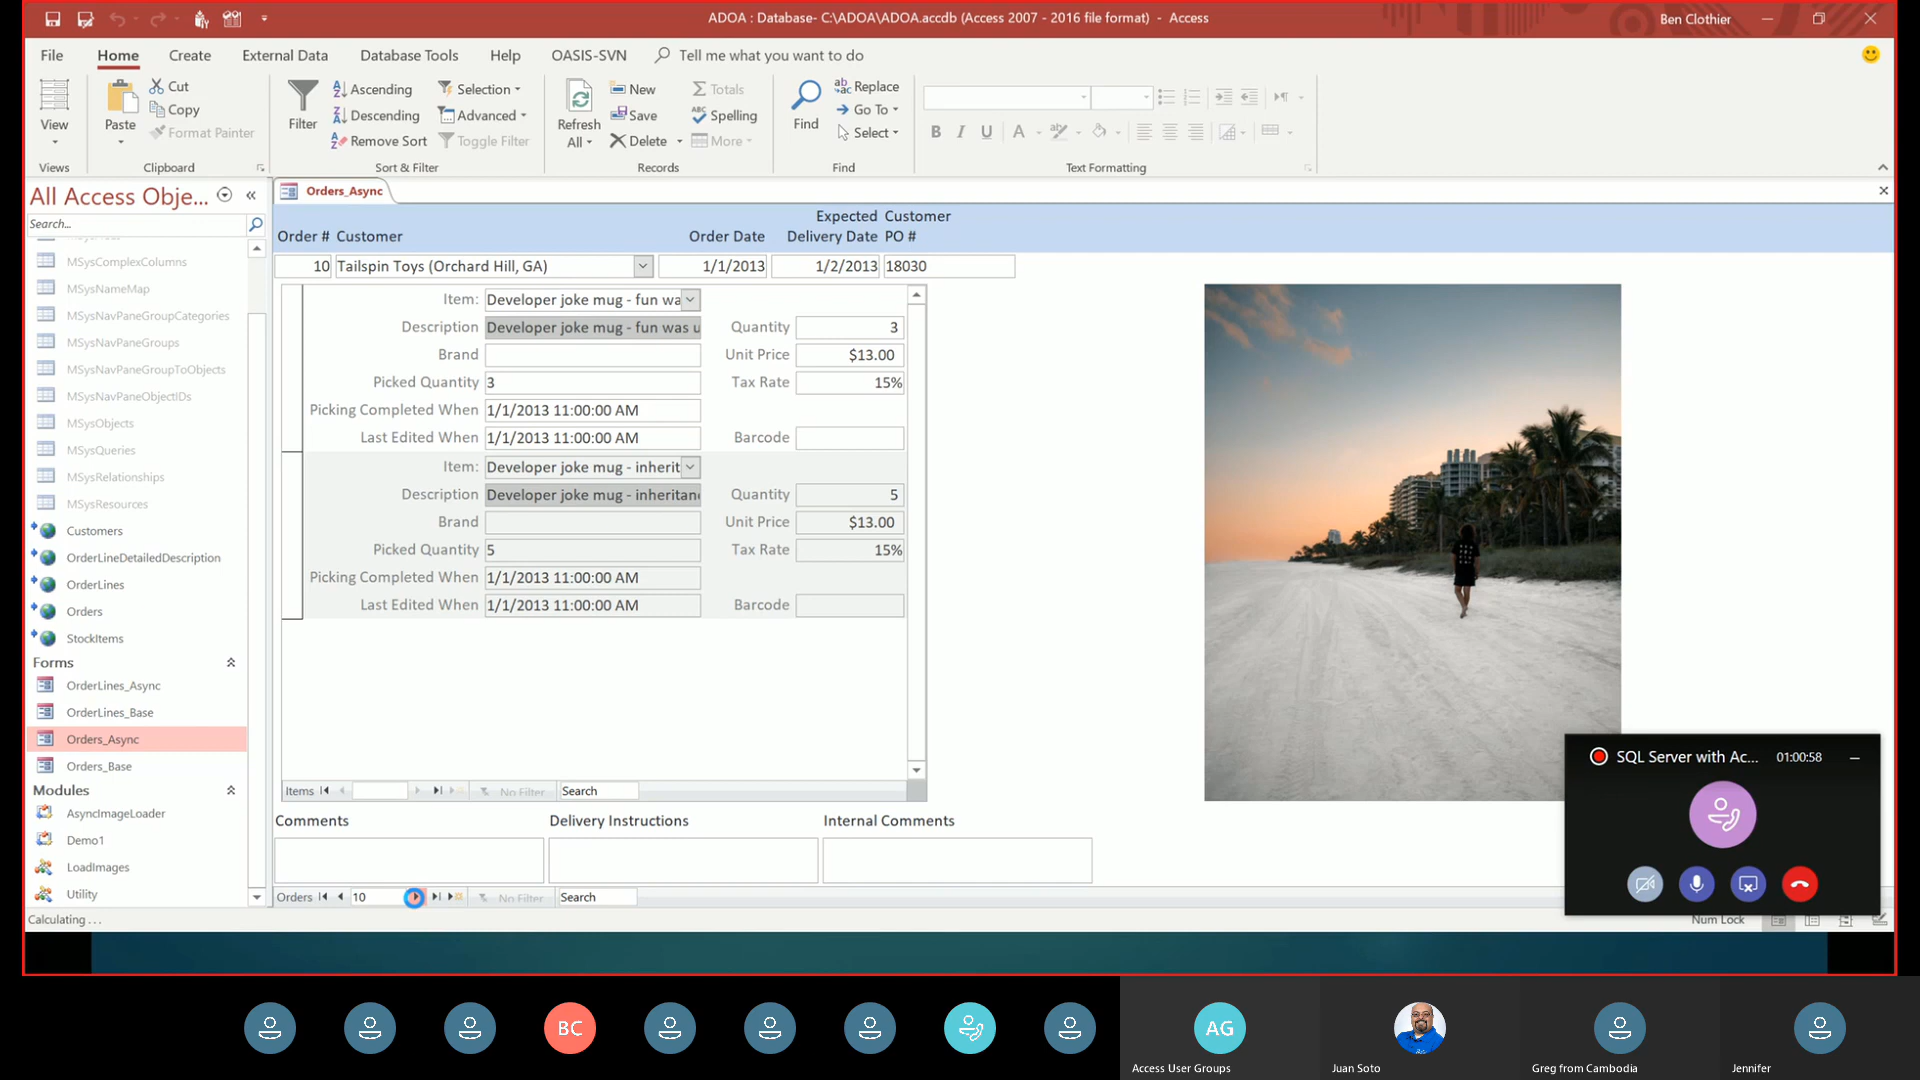 ADOA : Database- C:\ADOA\ADOA.accdb (Access 2007 - 2016 file format) - Access
Ben Clothier
File Home Create External Data Database Tools Help OASIS-SVN Tell me what you want to do
View
Views
Paste
Cut
Copy
Format Painter
Clipboard
Filter
Ascending
Descending
Remove Sort
Selection
Advanced
Toggle Filter
Sort & Filter
Refresh
All
New
Save
Delete
Totals
Spelling
More
Records
Find
Replace
Go To
Select
Find
B I U A
Text Formatting
All Access Obje...
Search...
MSysComplexColumns
MSysNameMap
MSysNavPaneGroupCategories
MSysNavPaneGroups
MSysNavPaneGroupToObjects
MSysNavPaneObjectIDs
MSysObjects
MSysQueries
MSysRelationships
MSysResources
Customers
OrderLineDetailedDescription
OrderLines
Orders
StockItems
Forms
OrderLines_Async
OrderLines_Base
Orders_Async
Orders_Base
Modules
AsyncImageLoader
Demo1
LoadImages
Utility
Orders_Async
Expected Customer
Order # Customer Order Date Delivery Date PO #
10 Tailspin Toys (Orchard Hill, GA) 1/1/2013 1/2/2013 18030
Item: Developer joke mug - fun wa
Description Developer joke mug - fun was u Quantity 3
Brand Unit Price $13.00
Picked Quantity 3 Tax Rate 15%
Picking Completed When 1/1/2013 11:00:00 AM
Last Edited When 1/1/2013 11:00:00 AM Barcode
Item: Developer joke mug - inherit
Description Developer joke mug - inheritan Quantity 5
Brand Unit Price $13.00
Picked Quantity 5 Tax Rate 15%
Picking Completed When 1/1/2013 11:00:00 AM
Last Edited When 1/1/2013 11:00:00 AM Barcode
Items No Filter Search
Comments Delivery Instructions Internal Comments
Orders 10 No Filter Search
Calculating . . .
Num Lock
SQL Server with Ac... 01:00:58
BC
AG
Access User Groups
Juan Soto
Greg from Cambodia
Jennifer